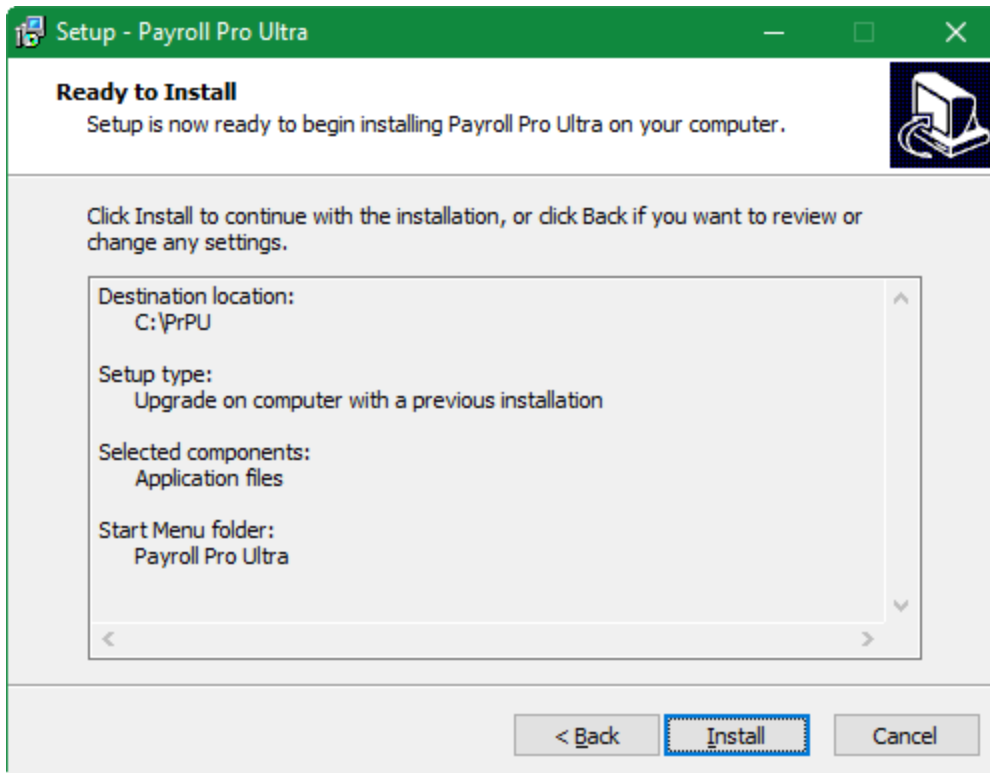 Setup - Payroll Pro Ultra
Ready to Install
Setup is now ready to begin installing Payroll Pro Ultra on your computer.
Click Install to continue with the installation, or click Back if you want to review or
change any settings.
Destination location:
C:\PrPU
Setup type:
Upgrade on computer with a previous installation
Selected components:
Application files
Start Menu folder:
Payroll Pro Ultra
< Back
Install
Cancel